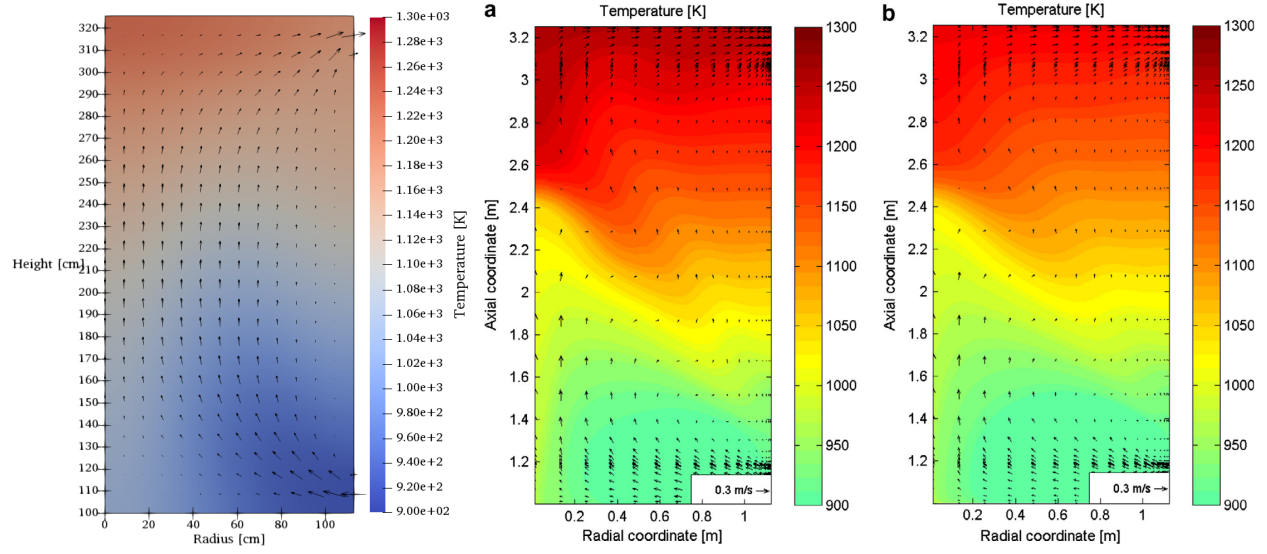 320
310
300
290
280
270
260
250
240
230
220
Height [cm]
210
200
190
180
170
160
150
140
130
120
110
100
0
20
40
60
80
100
Radius [cm]
1.30e+3
1.28e+3
1.26e+3
1.24e+3
1.22e+3
1.20e+3
1.18e+3
1.16e+3
1.14e+3
1.12e+3
1.10e+3
1.08e+3
1.06e+3
1.04e+3
1.02e+3
1.00e+3
9.80e+2
9.60e+2
9.40e+2
9.20e+2
9.00e+2
Temperature [K]
a
Temperature [K]
3.2
3
2.8
2.6
2.4
2.2
2
1.8
1.6
1.4
1.2
Axial coordinate [m]
0.2
0.4
0.6
0.8
1
Radial coordinate [m]
0.3 m/s
1300
1250
1200
1150
1100
1050
1000
950
900
b
Temperature [K]
3.2
3
2.8
2.6
2.4
2.2
2
1.8
1.6
1.4
1.2
Axial coordinate [m]
0.2
0.4
0.6
0.8
1
Radial coordinate [m]
0.3 m/s
1300
1250
1200
1150
1100
1050
1000
950
900